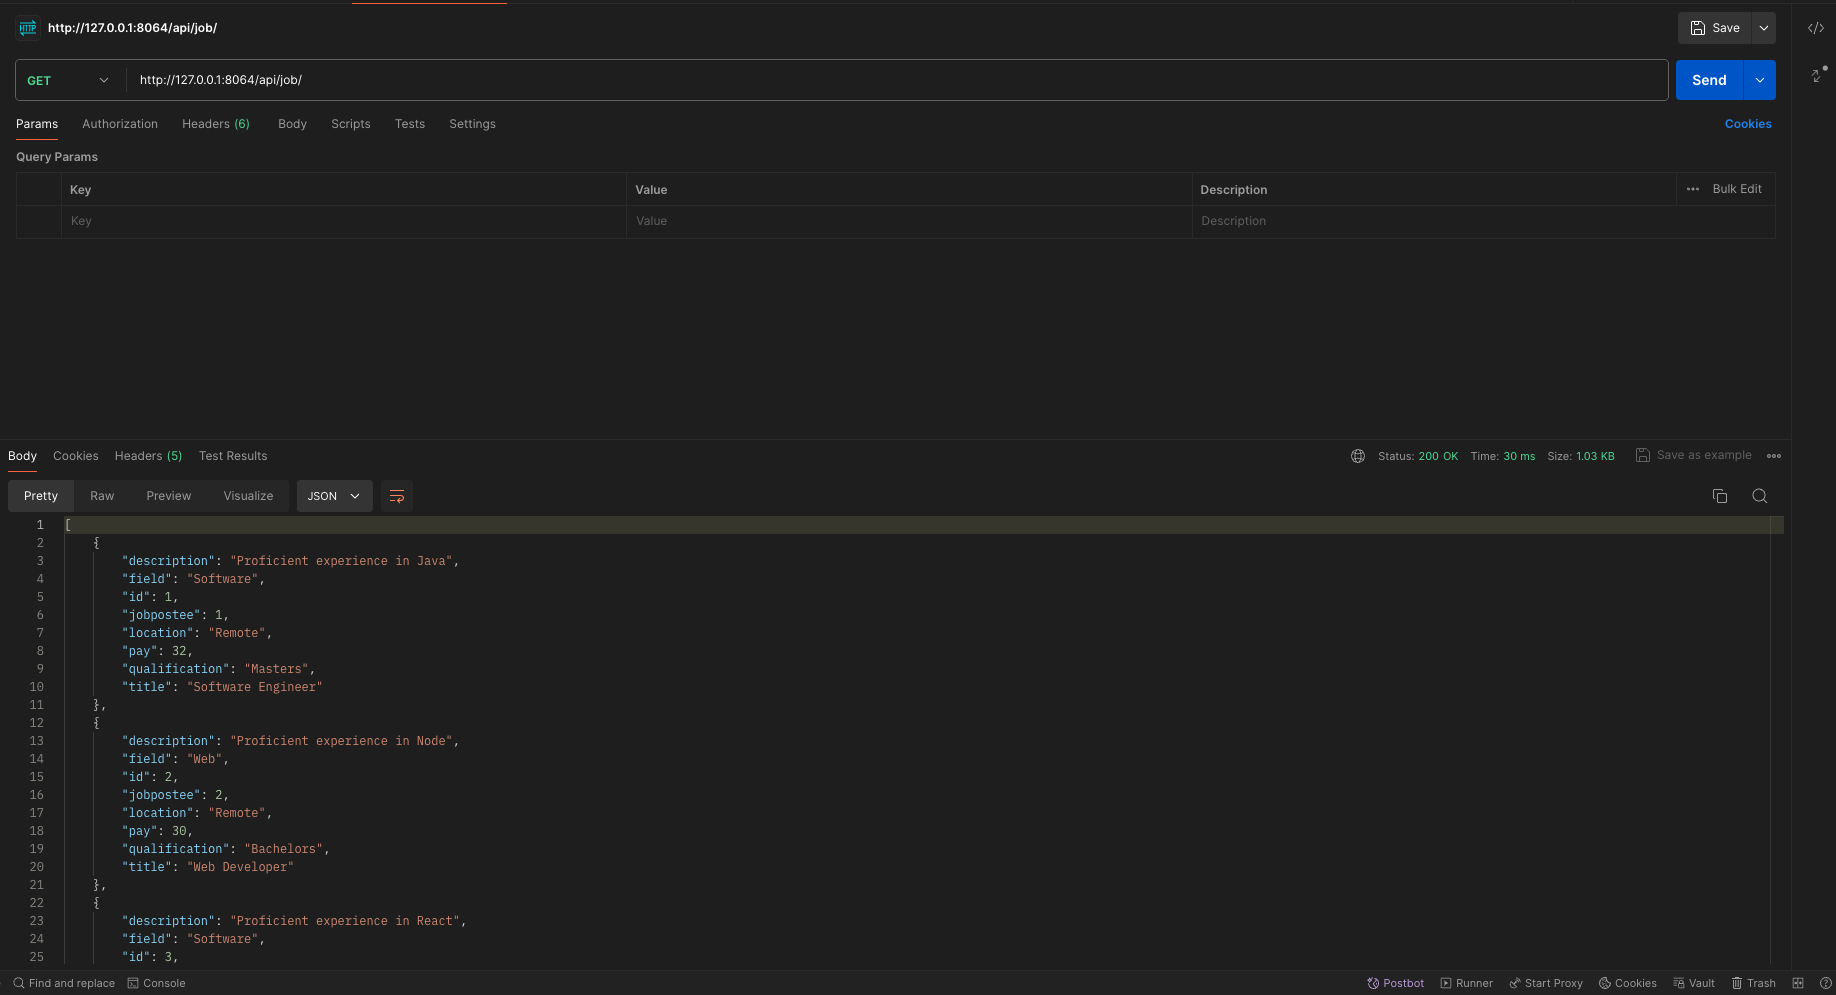 HTTP http://127.0.0.1:8064/api/job/ Save
GET http://127.0.0.1:8064/api/job/ Send
Params Authorization Headers (6) Body Scripts Tests Settings Cookies
Query Params
Key Value Description ••• Bulk Edit
Key Value Description
Body Cookies Headers (5) Test Results Status: 200 OK Time: 30 ms Size: 1.03 KB Save as example •••
Pretty Raw Preview Visualize JSON
1 [
2 {
3 "description": "Proficient experience in Java",
4 "field": "Software",
5 "id": 1,
6 "jobpostee": 1,
7 "location": "Remote",
8 "pay": 32,
9 "qualification": "Masters",
10 "title": "Software Engineer"
11 },
12 {
13 "description": "Proficient experience in Node",
14 "field": "Web",
15 "id": 2,
16 "jobpostee": 2,
17 "location": "Remote",
18 "pay": 30,
19 "qualification": "Bachelors",
20 "title": "Web Developer"
21 },
22 {
23 "description": "Proficient experience in React",
24 "field": "Software",
25 "id": 3,
Find and replace Console Postbot Runner Start Proxy Cookies Vault Trash